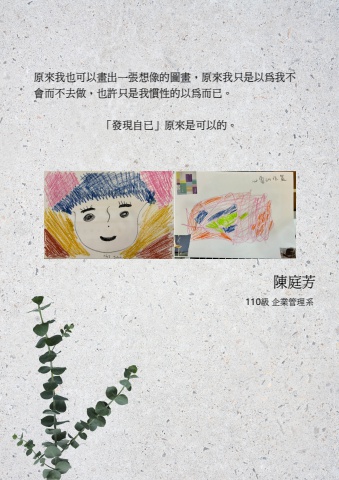 原來我也可以畫出一張想像的圖畫，原來我只是以為我不
會而不去做，也許只是我慣性的以為而已。
「發現自已」原來是可以的。
陳庭芳
110級 企業管理系